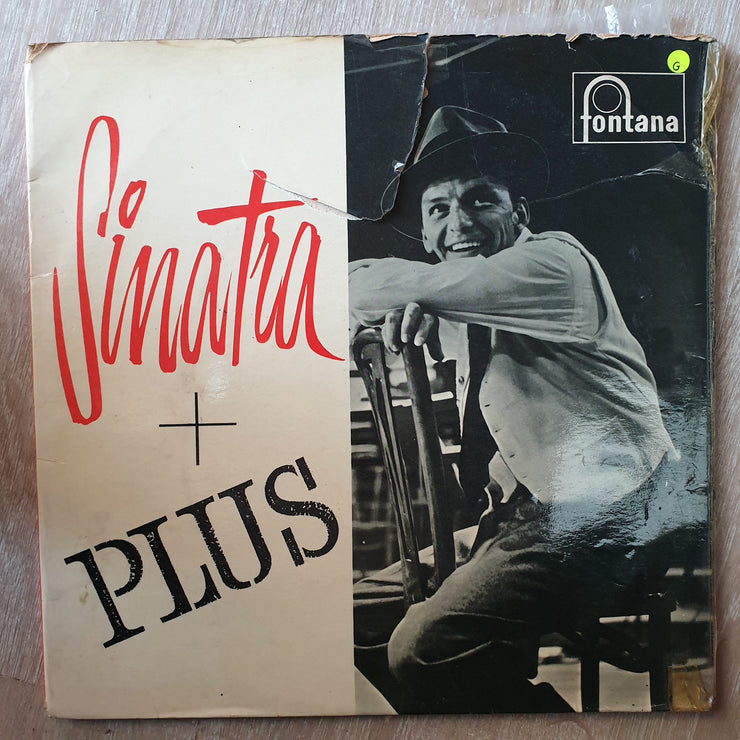 Sinatra
+
PLUS
fontana
G